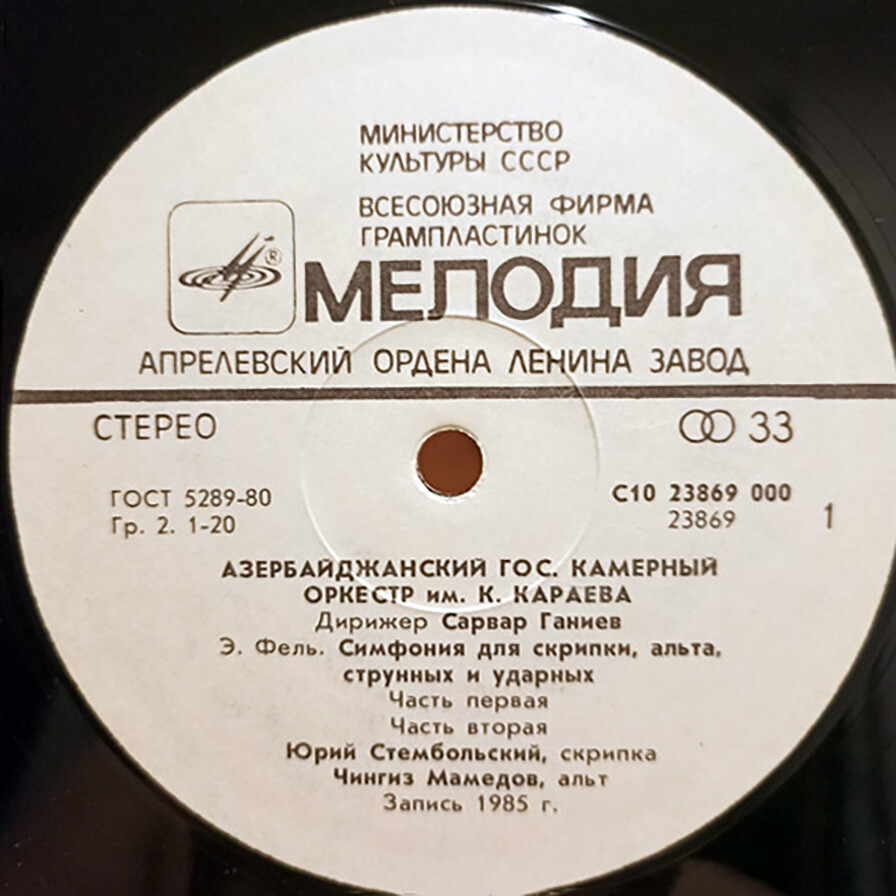 МИНИСТЕРСТВО
КУЛЬТУРЫ СССР
ВСЕСОЮЗНАЯ ФИРМА
ГРАМПЛАСТИНОК
®
МЕЛОДИЯ
АПРЕЛЕВСКИЙ ОРДЕНА ЛЕНИНА ЗАВОД
СТЕРЕО
33
ГОСТ 5289-80
Гр. 2. 1-20
С10 23869 000
23869
1
АЗЕРБАЙДЖАНСКИЙ ГОС. КАМЕРНЫЙ
ОРКЕСТР им. К. КАРАЕВА
Дирижер Сарвар Ганиев
Э. Фель. Симфония для скрипки, альта,
струнных и ударных
Часть первая
Часть вторая
Юрий Стембольский, скрипка
Чингиз Мамедов, альт
Запись 1985 г.